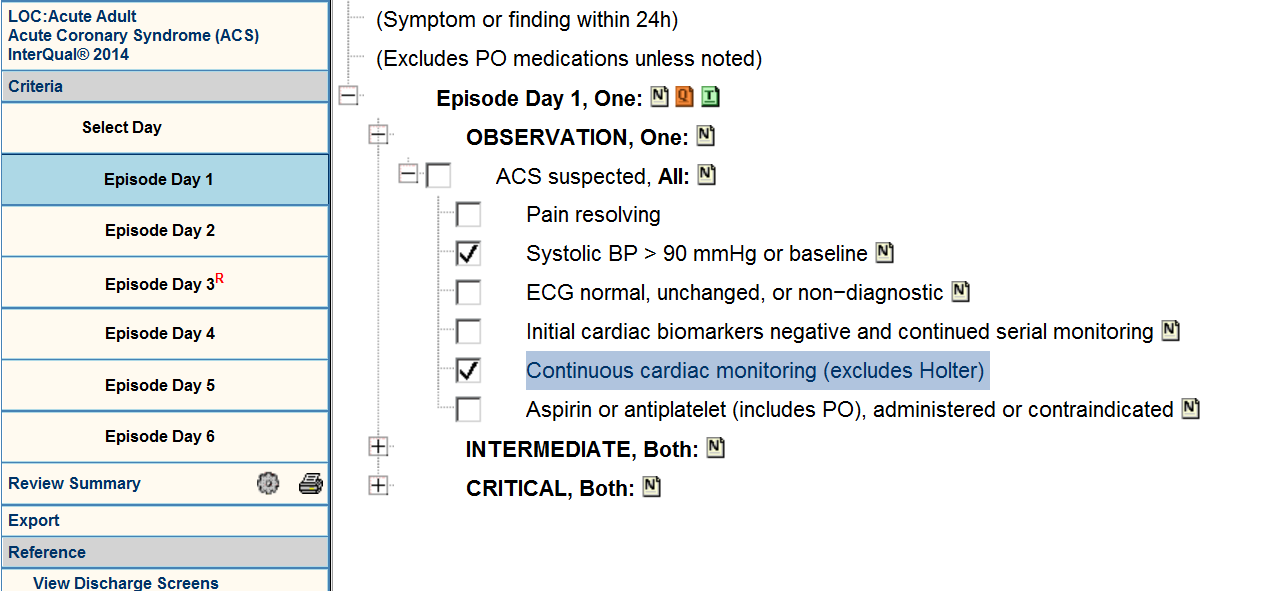 LOC:Acute Adult
Acute Coronary Syndrome (ACS)
InterQual® 2014
Criteria
Select Day
Episode Day 1
Episode Day 2
Episode Day 3R
Episode Day 4
Episode Day 5
Episode Day 6
Review Summary
Export
Reference
View Discharge Screens
(Symptom or finding within 24h)
(Excludes PO medications unless noted)
Episode Day 1, One: N Q T
OBSERVATION, One: N
ACS suspected, All: N
Pain resolving
Systolic BP > 90 mmHg or baseline N
ECG normal, unchanged, or non−diagnostic N
Initial cardiac biomarkers negative and continued serial monitoring N
Continuous cardiac monitoring (excludes Holter)
Aspirin or antiplatelet (includes PO), administered or contraindicated N
INTERMEDIATE, Both: N
CRITICAL, Both: N